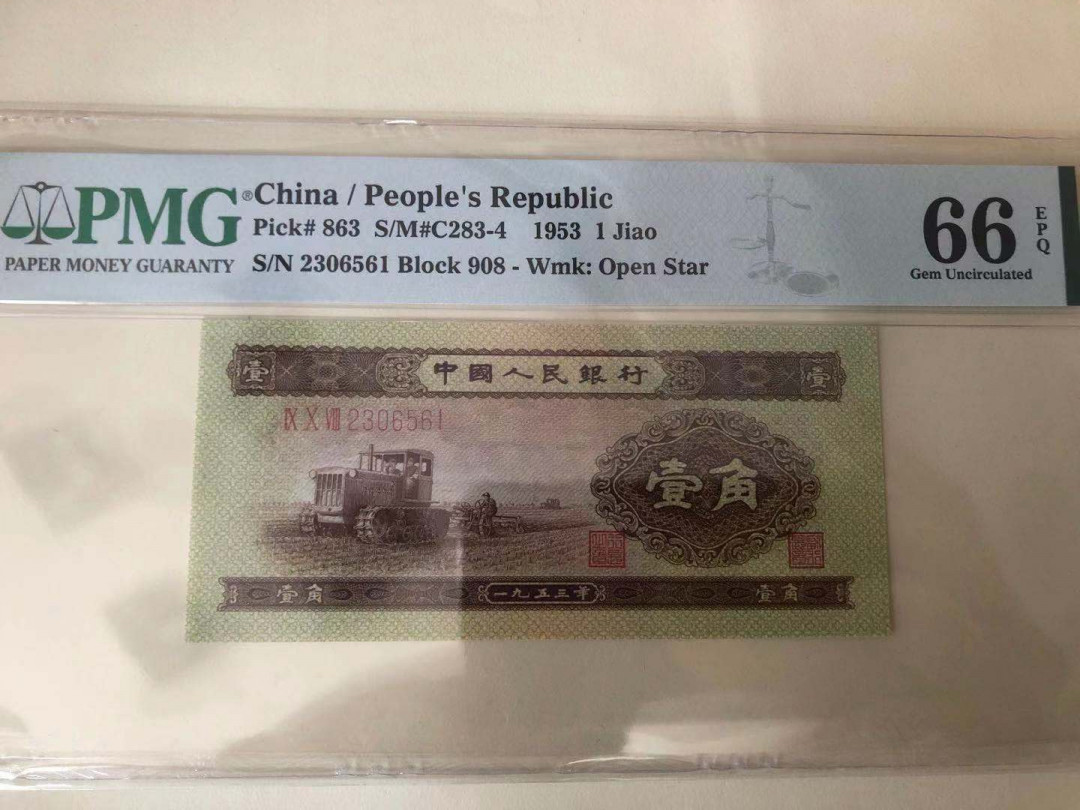 PMG®
PAPER MONEY GUARANTY
China / People's Republic
Pick# 863 S/M#C283-4 1953 1 Jiao
S/N 2306561 Block 908 - Wmk: Open Star
66 EPQ
Gem Uncirculated
壹 中國人民銀行 壹
IX X VIII 2306561
壹角
壹角 一九五三年 壹角